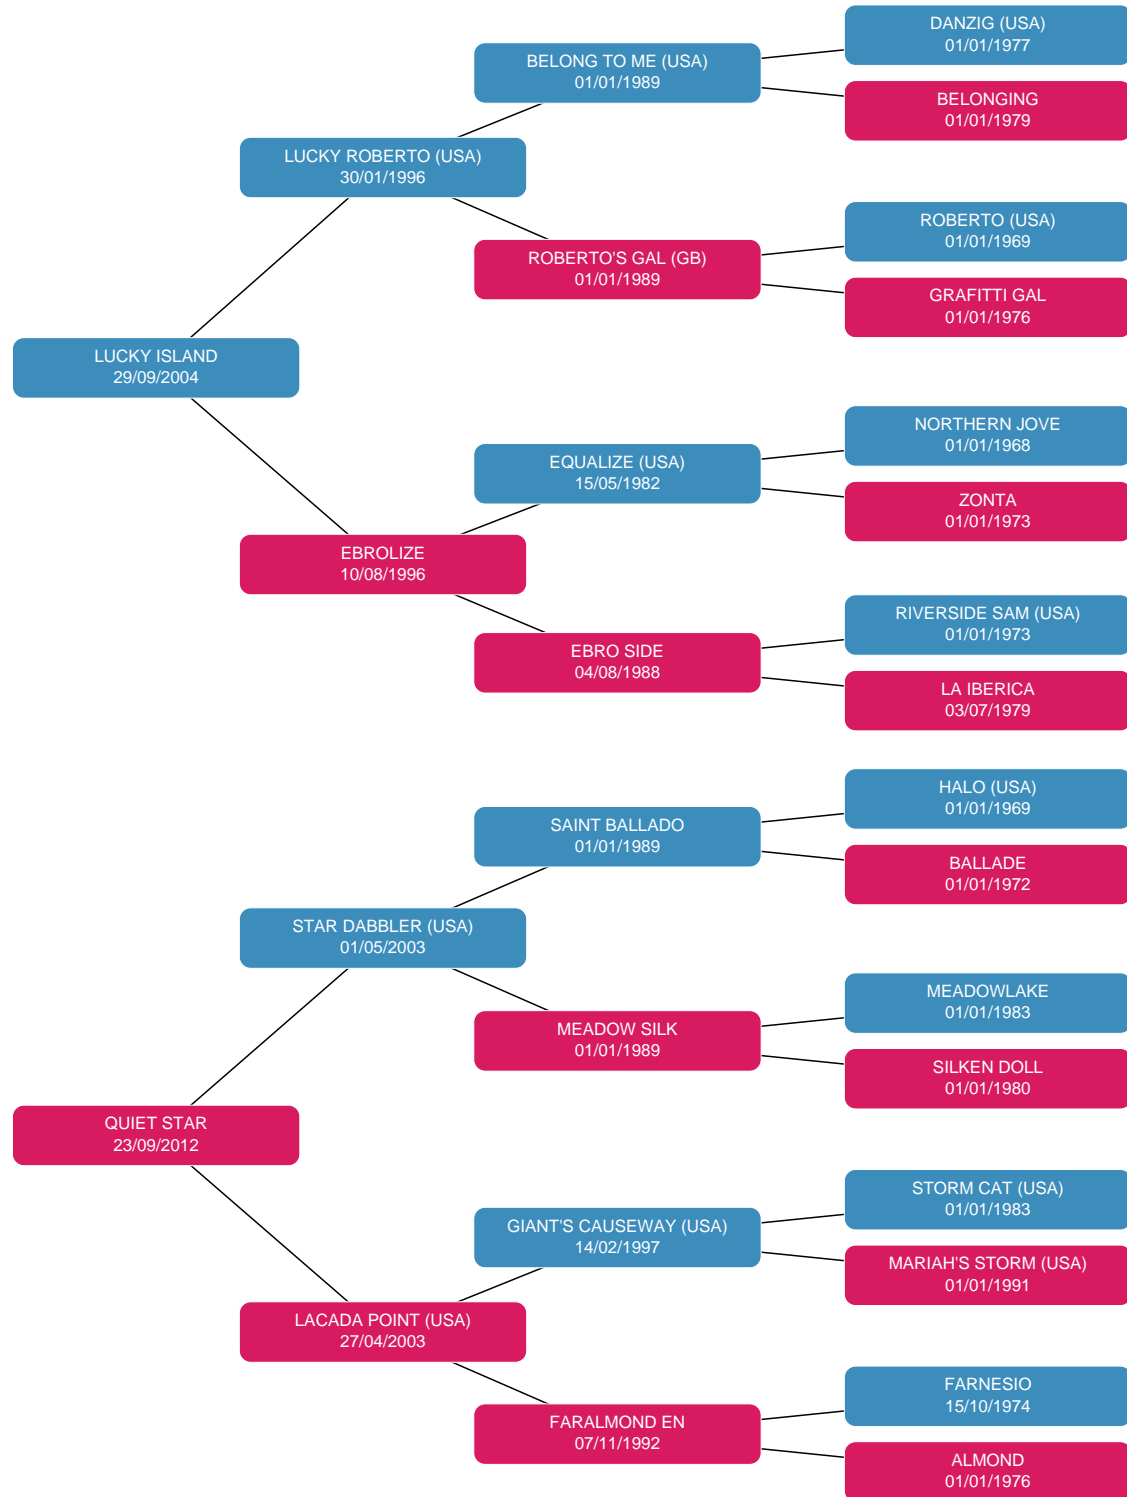 DANZIG (USA)
01/01/1977
BELONG TO ME (USA)
01/01/1989
BELONGING
01/01/1979
LUCKY ROBERTO (USA)
30/01/1996
ROBERTO (USA)
01/01/1969
ROBERTO'S GAL (GB)
01/01/1989
GRAFITTI GAL
01/01/1976
LUCKY ISLAND
29/09/2004
NORTHERN JOVE
01/01/1968
EQUALIZE (USA)
15/05/1982
ZONTA
01/01/1973
EBROLIZE
10/08/1996
RIVERSIDE SAM (USA)
01/01/1973
EBRO SIDE
04/08/1988
LA IBERICA
03/07/1979
HALO (USA)
01/01/1969
SAINT BALLADO
01/01/1989
BALLADE
01/01/1972
STAR DABBLER (USA)
01/05/2003
MEADOWLAKE
01/01/1983
MEADOW SILK
01/01/1989
SILKEN DOLL
01/01/1980
QUIET STAR
23/09/2012
STORM CAT (USA)
01/01/1983
GIANT'S CAUSEWAY (USA)
14/02/1997
MARIAH'S STORM (USA)
01/01/1991
LACADA POINT (USA)
27/04/2003
FARNESIO
15/10/1974
FARALMOND EN
07/11/1992
ALMOND
01/01/1976